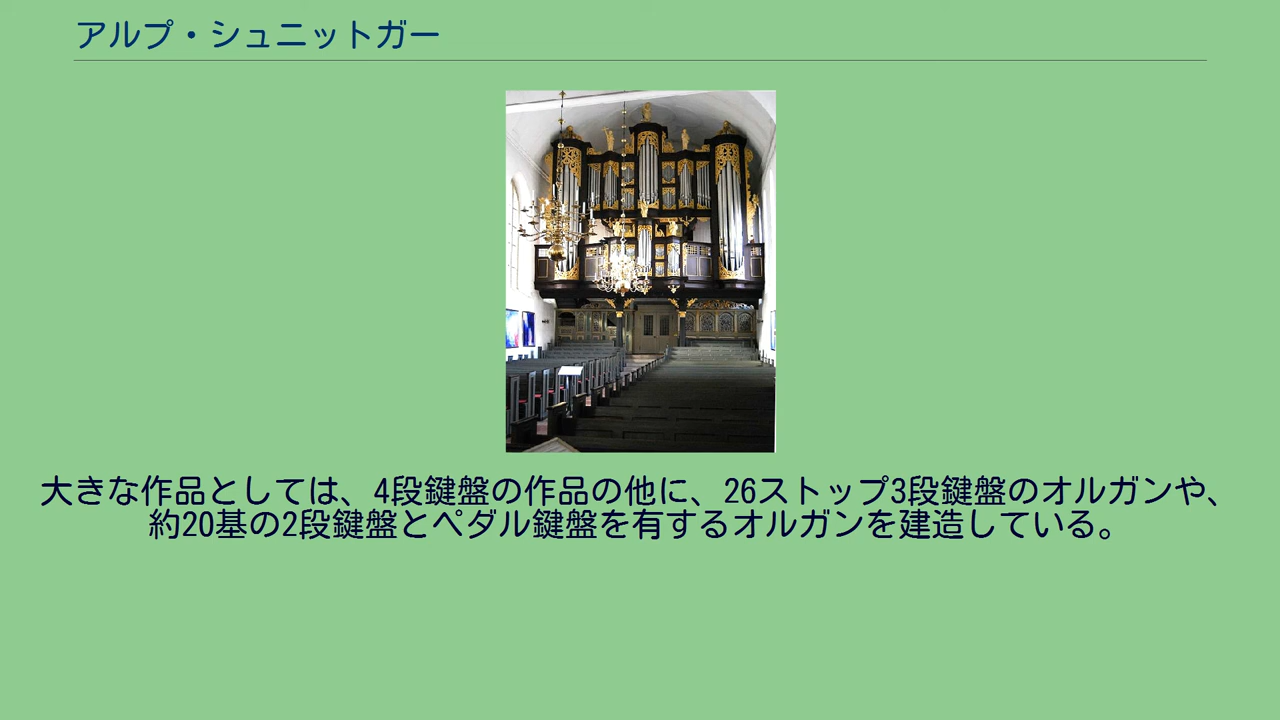 アルプ・シュニットガー
大きな作品としては、4段鍵盤の作品の他に、26ストップ3段鍵盤のオルガンや、
約20基の2段鍵盤とペダル鍵盤を有するオルガンを建造している。